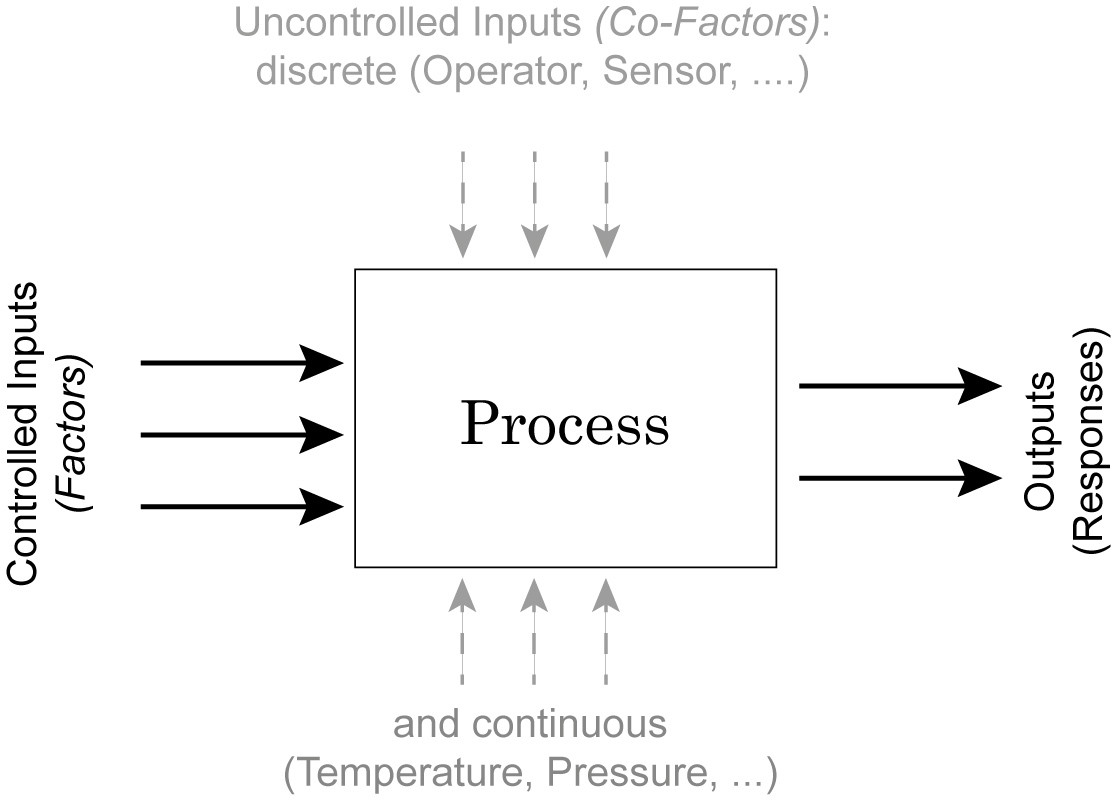 Uncontrolled Inputs (Co-Factors):
discrete (Operator, Sensor, ....)
Controlled Inputs
(Factors)
Process
Outputs
(Responses)
and continuous
(Temperature, Pressure, ...)